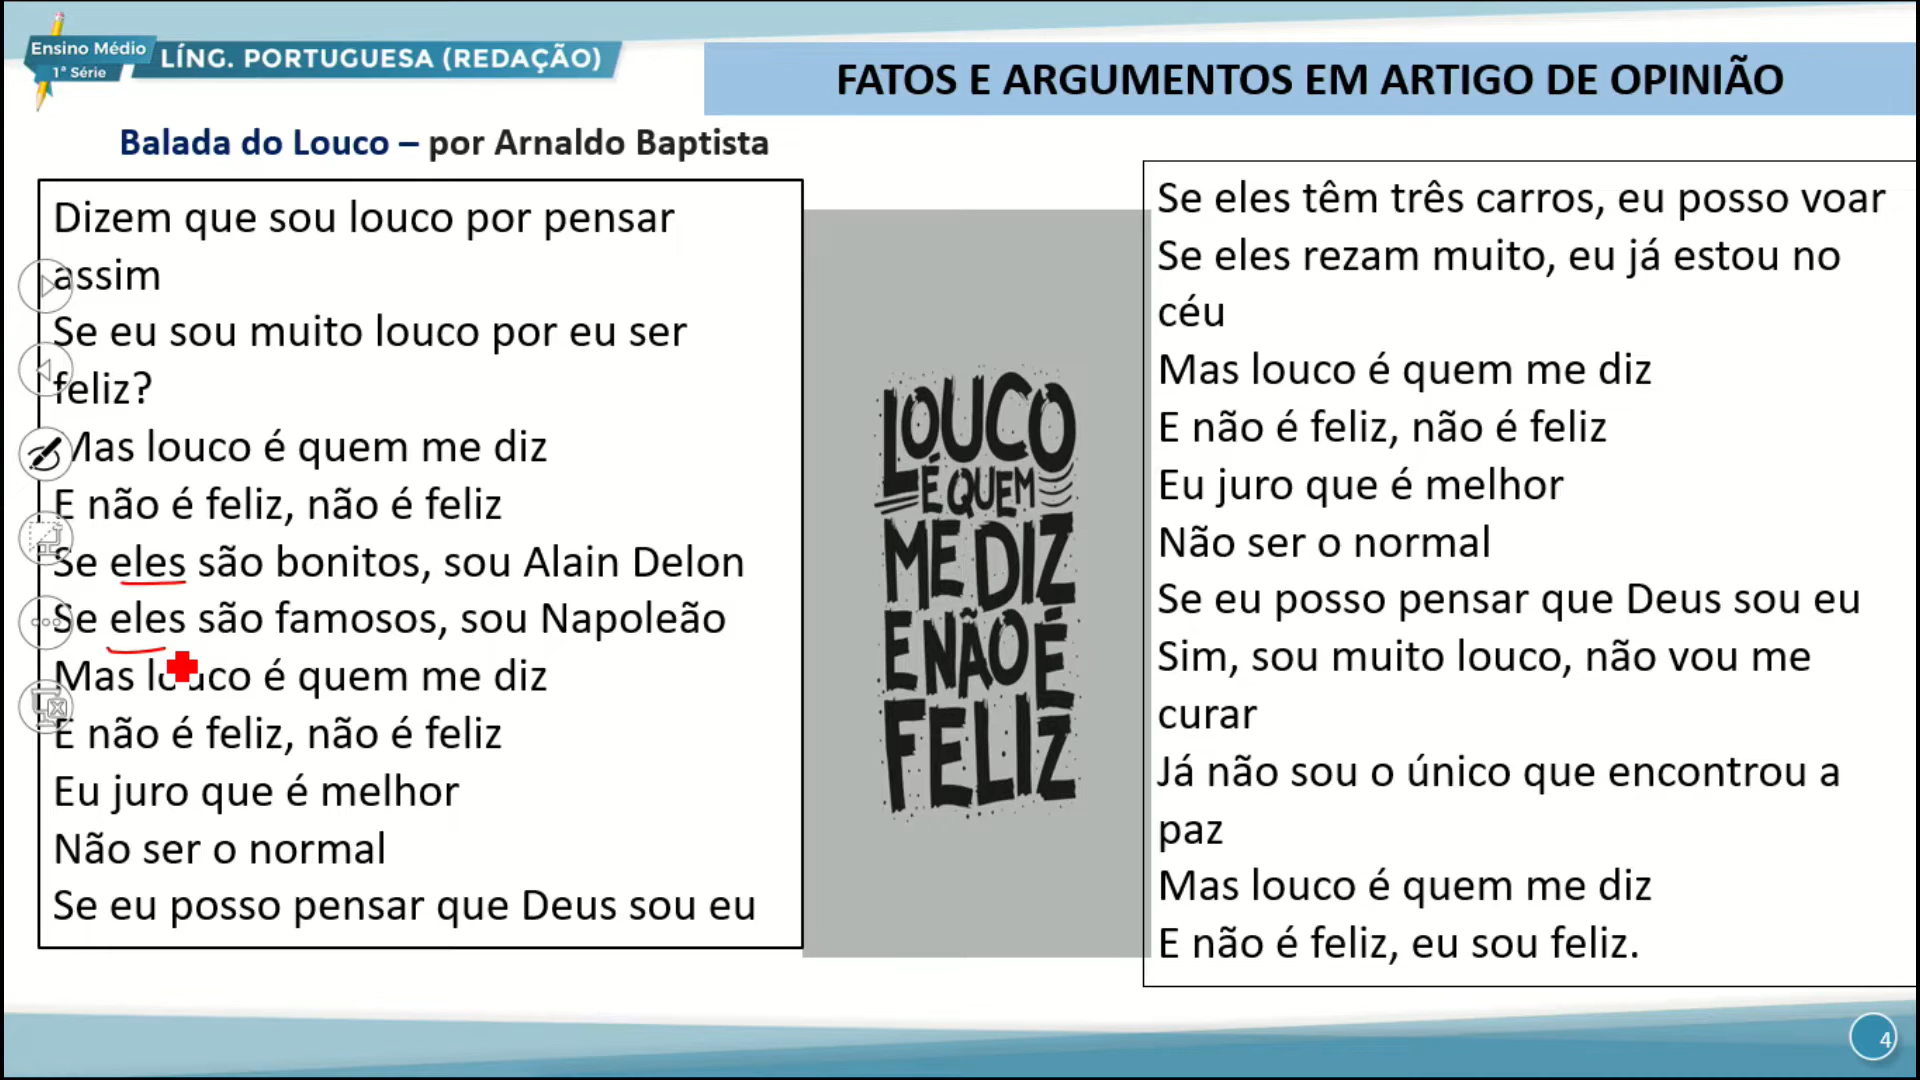 Ensino Médio
1ª Série
LÍNG. PORTUGUESA (REDAÇÃO)
FATOS E ARGUMENTOS EM ARTIGO DE OPINIÃO
Balada do Louco – por Arnaldo Baptista
Dizem que sou louco por pensar
assim
Se eu sou muito louco por eu ser
feliz?
Mas louco é quem me diz
E não é feliz, não é feliz
Se eles são bonitos, sou Alain Delon
Se eles são famosos, sou Napoleão
Mas louco é quem me diz
E não é feliz, não é feliz
Eu juro que é melhor
Não ser o normal
Se eu posso pensar que Deus sou eu
LOUCO
É QUEM
ME DIZ
E NÃO É
FELIZ
Se eles têm três carros, eu posso voar
Se eles rezam muito, eu já estou no
céu
Mas louco é quem me diz
E não é feliz, não é feliz
Eu juro que é melhor
Não ser o normal
Se eu posso pensar que Deus sou eu
Sim, sou muito louco, não vou me
curar
Já não sou o único que encontrou a
paz
Mas louco é quem me diz
E não é feliz, eu sou feliz.
4